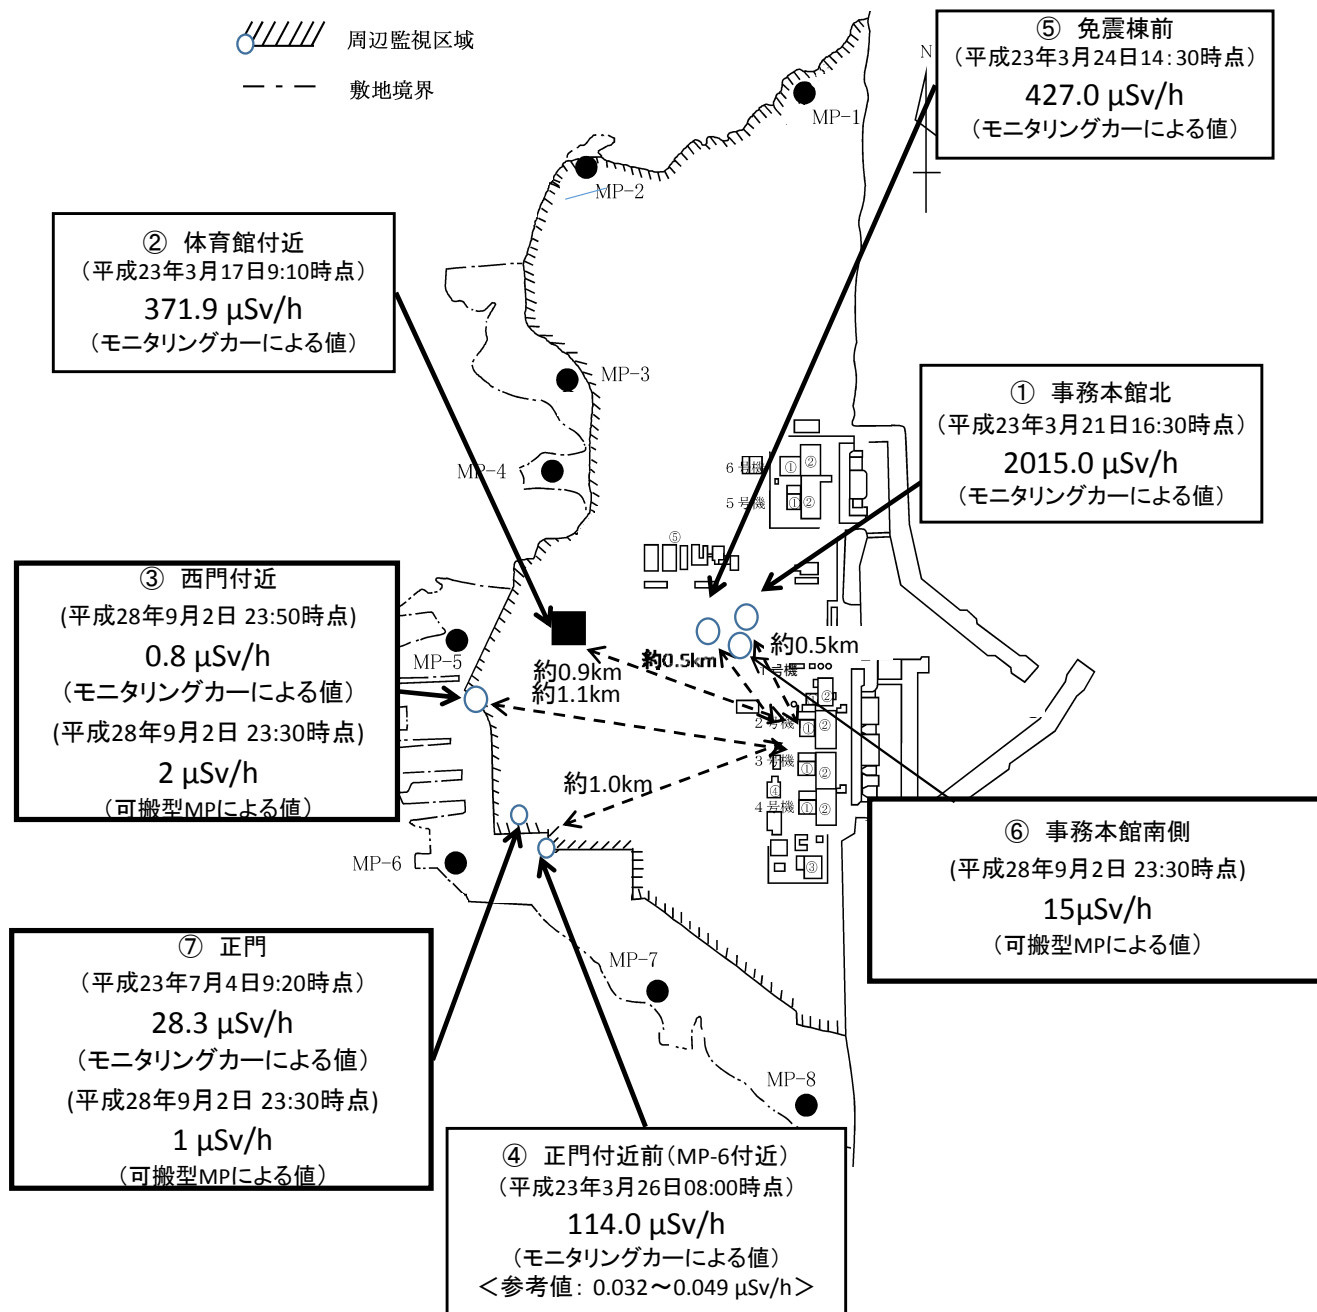 周辺監視区域
敷地境界
⑤ 免震棟前
(平成23年3月24日14:30時点)
427.0 μSv/h
(モニタリングカーによる値)
N
MP-1
MP-2
② 体育館付近
(平成23年3月17日9:10時点)
371.9 μSv/h
(モニタリングカーによる値)
MP-3
① 事務本館北
(平成23年3月21日16:30時点)
2015.0 μSv/h
(モニタリングカーによる値)
MP-4
6号機
①
②
5号機
①
②
⑤
③ 西門付近
(平成28年9月2日 23:50時点)
0.8 μSv/h
(モニタリングカーによる値)
(平成28年9月2日 23:30時点)
2 μSv/h
(可搬型MPによる値)
MP-5
約0.9km
約1.1km
約0.5km
約0.5km
1号機
②
2号機
①
②
3号機
①
②
④
4号機
①
②
③
約1.0km
⑥ 事務本館南側
(平成28年9月2日 23:30時点)
15μSv/h
(可搬型MPによる値)
MP-6
⑦ 正門
(平成23年7月4日9:20時点)
28.3 μSv/h
(モニタリングカーによる値)
(平成28年9月2日 23:30時点)
1 μSv/h
(可搬型MPによる値)
MP-7
MP-8
④ 正門付近前(MP-6付近)
(平成23年3月26日08:00時点)
114.0 μSv/h
(モニタリングカーによる値)
<参考値: 0.032~0.049 μSv/h>